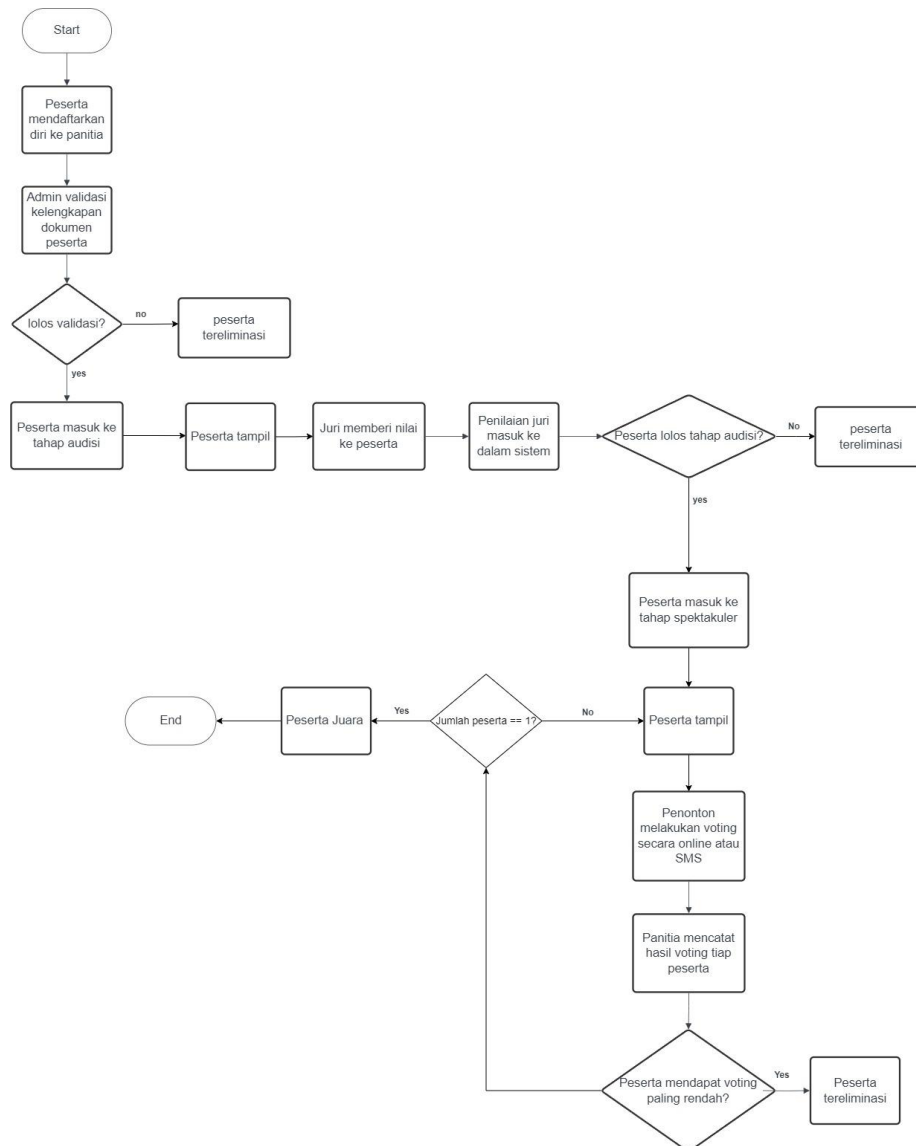 Start
Peserta
mendaftarkan
diri ke panitia
Admin validasi
kelengkapan
dokumen
peserta
lolos validasi?
no
peserta
tereliminasi
yes
Peserta masuk ke
tahap audisi
Peserta tampil
Juri memberi nilai
ke peserta
Penilaian juri
masuk ke
dalam sistem
Peserta lolos tahap audisi?
No
peserta
tereliminasi
yes
Peserta masuk ke
tahap spektakuler
End
Peserta Juara
Yes
Jumlah peserta == 1?
No
Peserta tampil
Penonton
melakukan voting
secara online atau
SMS
Panitia mencatat
hasil voting tiap
peserta
Peserta mendapat voting
paling rendah?
Yes
Peserta
tereliminasi